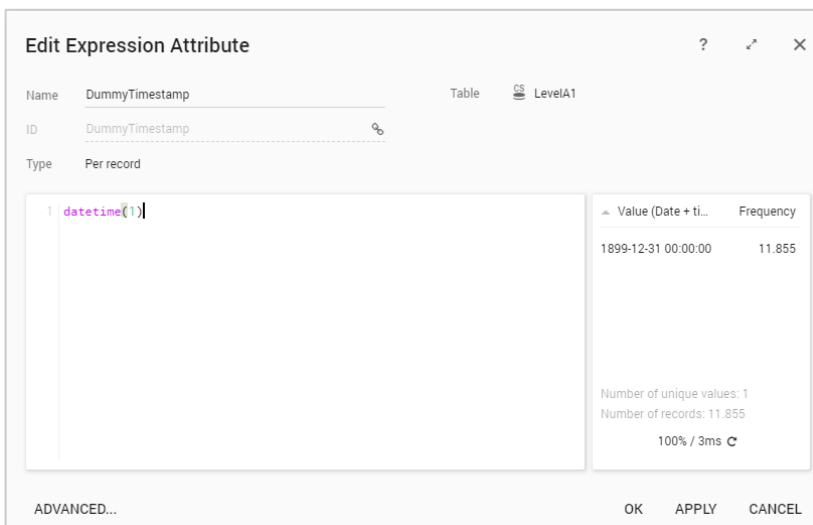 Edit Expression Attribute
?
Name DummyTimestamp Table CS LevelA1
ID DummyTimestamp
Type Per record
1 datetime(1)
Value (Date + ti... Frequency
1899-12-31 00:00:00 11.855
Number of unique values: 1
Number of records: 11.855
100% / 3ms
ADVANCED... OK APPLY CANCEL